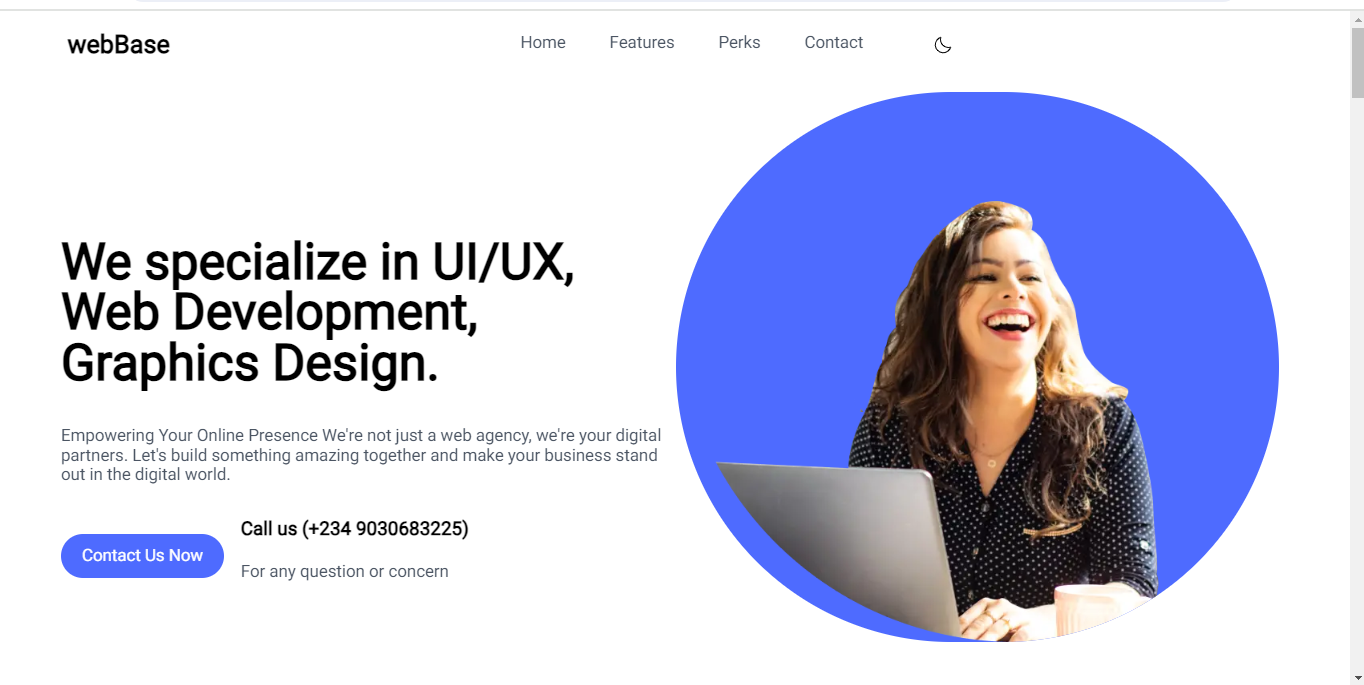 webBase
Home Features Perks Contact
We specialize in UI/UX,
Web Development,
Graphics Design.
Empowering Your Online Presence We're not just a web agency, we're your digital
partners. Let's build something amazing together and make your business stand
out in the digital world.
Contact Us Now
Call us (+234 9030683225)
For any question or concern